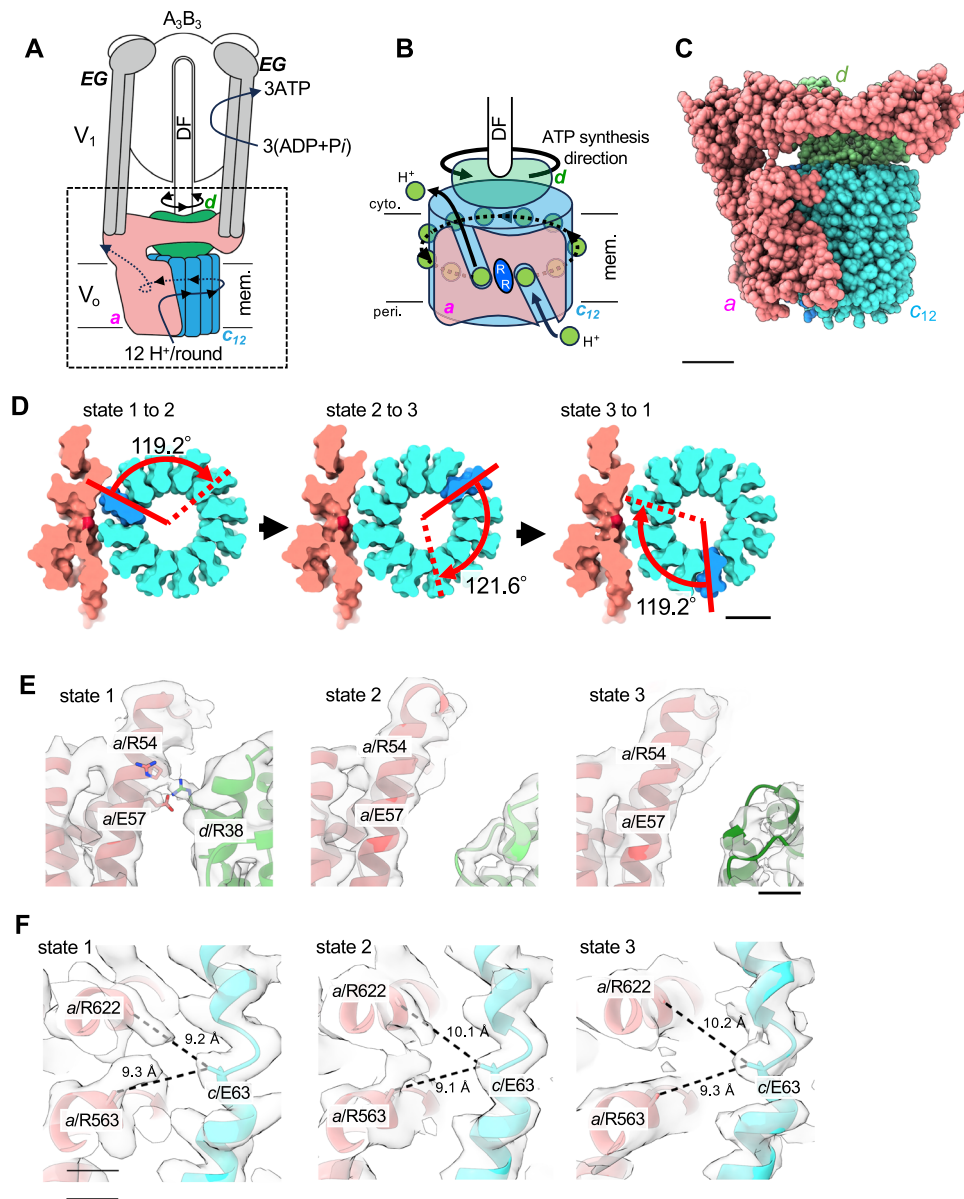 A
A₃B₃
EG
EG
3ATP
V₁
DF
3(ADP+Pi)
d
Vₒ
mem.
a
c₁₂
12 H⁺/round
B
DF
ATP synthesis
direction
H⁺
d
cyto.
mem.
R
R
peri.
a
c₁₂
H⁺
C
d
a
c₁₂
D
state 1 to 2
state 2 to 3
state 3 to 1
119.2°
121.6°
119.2°
E
state 1
state 2
state 3
a/R54
a/R54
a/R54
a/E57
d/R38
a/E57
a/E57
F
state 1
state 2
state 3
a/R622
a/R622
a/R622
9.2 Å
10.1 Å
10.2 Å
9.3 Å
9.1 Å
9.3 Å
c/E63
c/E63
c/E63
a/R563
a/R563
a/R563